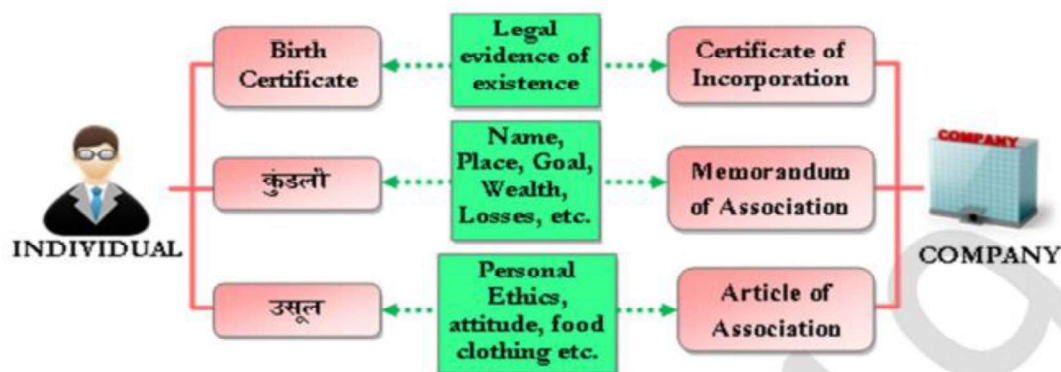 Birth
Certificate
Legal
evidence of
existence
Certificate of
Incorporation
INDIVIDUAL
कुंडली
Name,
Place, Goal,
Wealth,
Losses, etc.
Memorandum
of Association
COMPANY
COMPANY
उसूल
Personal
Ethics,
attitude, food
clothing etc.
Article of
Association